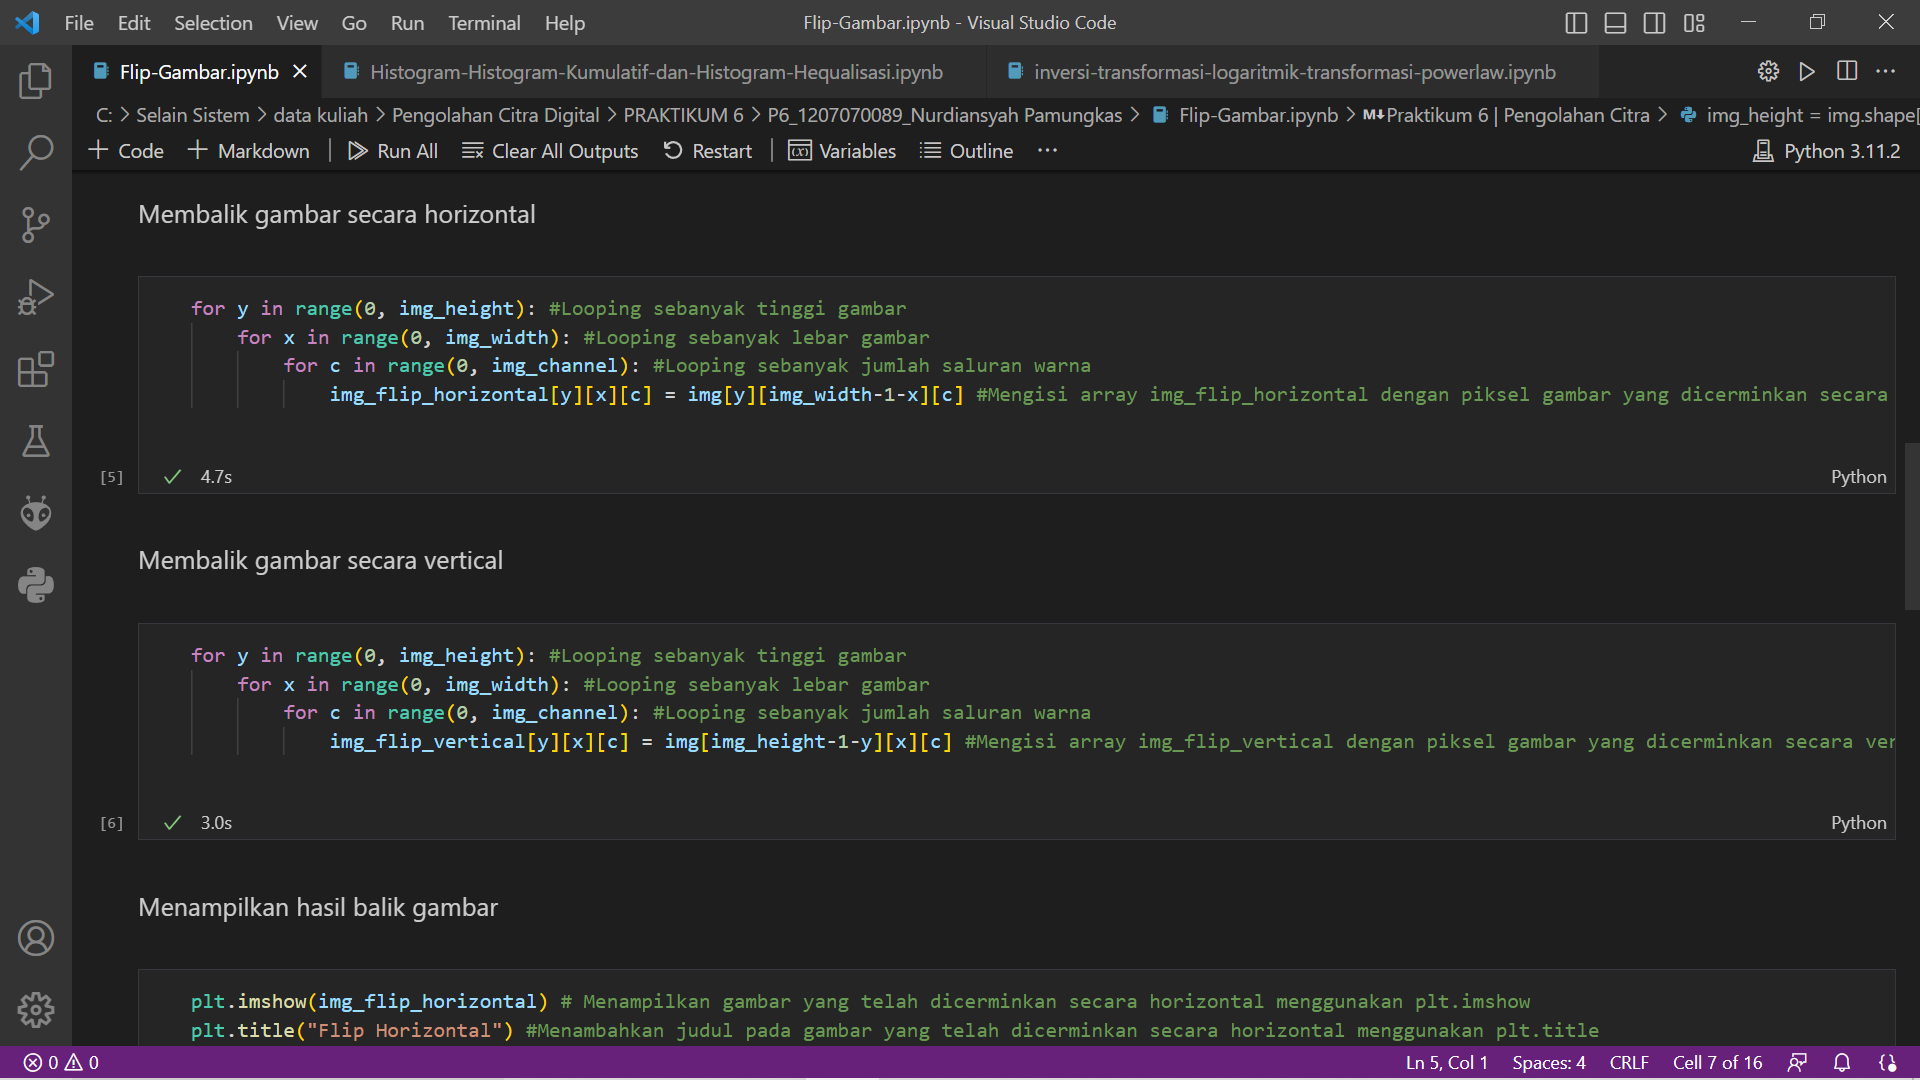 File Edit Selection View Go Run Terminal Help Flip-Gambar.ipynb - Visual Studio Code
Flip-Gambar.ipynb Histogram-Histogram-Kumulatif-dan-Histogram-Hequalisasi.ipynb inversi-transformasi-logaritmik-transformasi-powerlaw.ipynb
C: > Selain Sistem > data kuliah > Pengolahan Citra Digital > PRAKTIKUM 6 > P6_1207070089_Nurdiansyah Pamungkas > Flip-Gambar.ipynb > M↓Praktikum 6 | Pengolahan Citra > img_height = img.shape[
+ Code + Markdown | Run All Clear All Outputs Restart | Variables Outline ··· Python 3.11.2
Membalik gambar secara horizontal
for y in range(0, img_height): #Looping sebanyak tinggi gambar
for x in range(0, img_width): #Looping sebanyak lebar gambar
for c in range(0, img_channel): #Looping sebanyak jumlah saluran warna
img_flip_horizontal[y][x][c] = img[y][img_width-1-x][c] #Mengisi array img_flip_horizontal dengan piksel gambar yang dicerminkan secara
[5] ✓ 4.7s Python
Membalik gambar secara vertical
for y in range(0, img_height): #Looping sebanyak tinggi gambar
for x in range(0, img_width): #Looping sebanyak lebar gambar
for c in range(0, img_channel): #Looping sebanyak jumlah saluran warna
img_flip_vertical[y][x][c] = img[img_height-1-y][x][c] #Mengisi array img_flip_vertical dengan piksel gambar yang dicerminkan secara ver
[6] ✓ 3.0s Python
Menampilkan hasil balik gambar
plt.imshow(img_flip_horizontal) # Menampilkan gambar yang telah dicerminkan secara horizontal menggunakan plt.imshow
plt.title("Flip Horizontal") #Menambahkan judul pada gambar yang telah dicerminkan secara horizontal menggunakan plt.title
0 0 Ln 5, Col 1 Spaces: 4 CRLF Cell 7 of 16